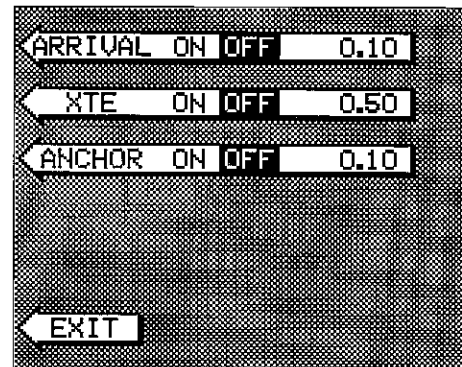 ARRIVAL ON OFF 0.10
XTE ON OFF 0.50
ANCHOR ON OFF 0.10
EXIT